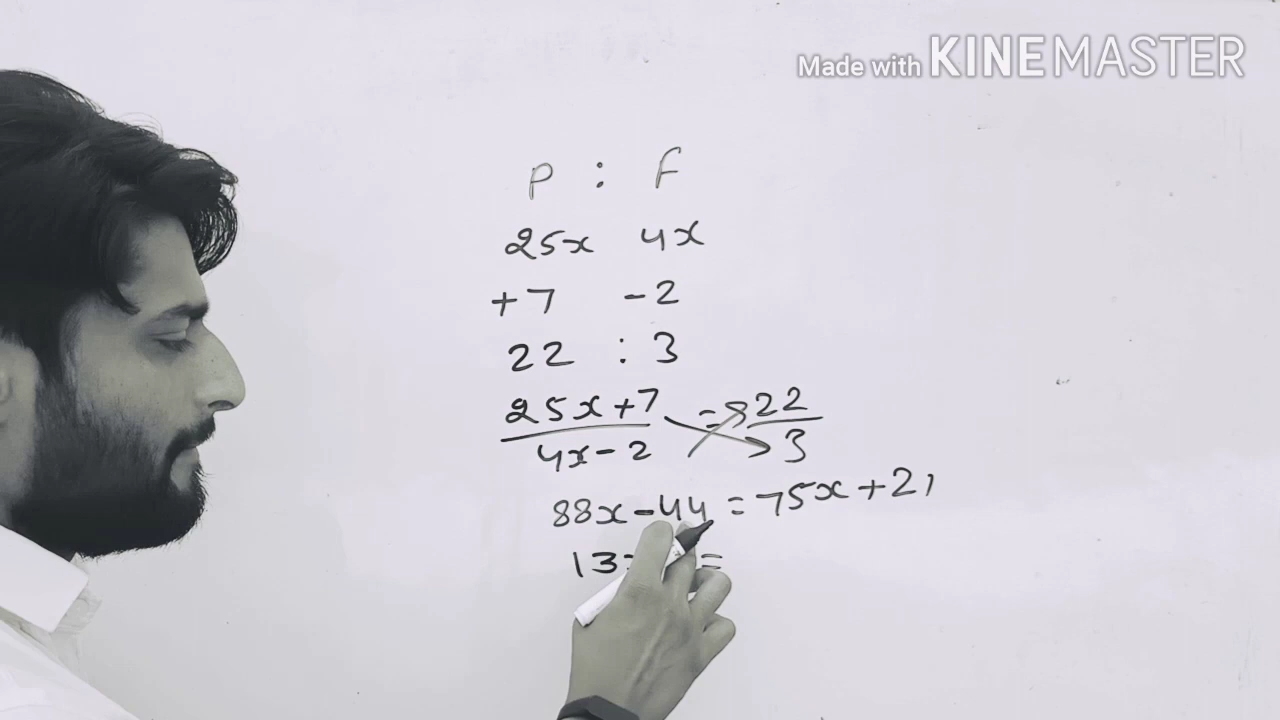 Made with KINEMASTER
P : F
25x 4x
+7 -2
22 : 3
25x+7 = 22
4x-2 3
88x-44 = 75x+21
13 =